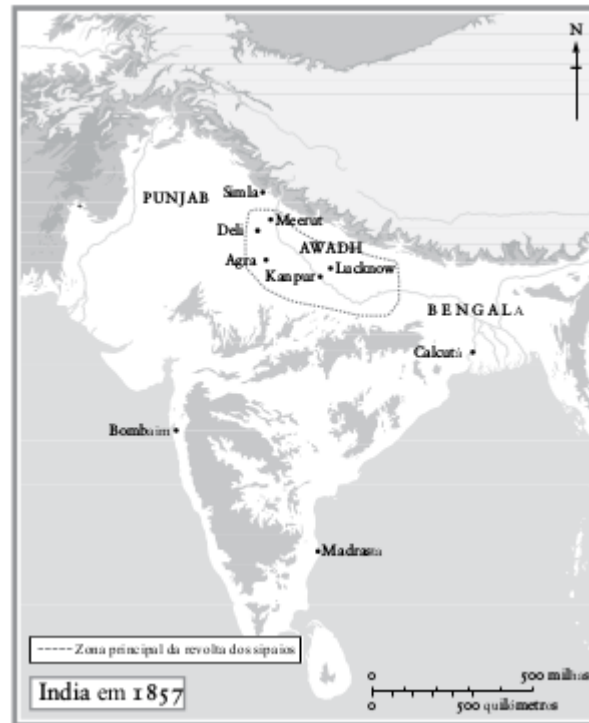 N
Simla
PUNJAB
Meerut
Deli
AWADH
Agra
Lucknow
Kanpur
BENGALA
Calcutá
Bombaim
Madrasta
Zona principal da revolta dos sipaios
India em 1857
0 500 milhas
0 500 quilómetros